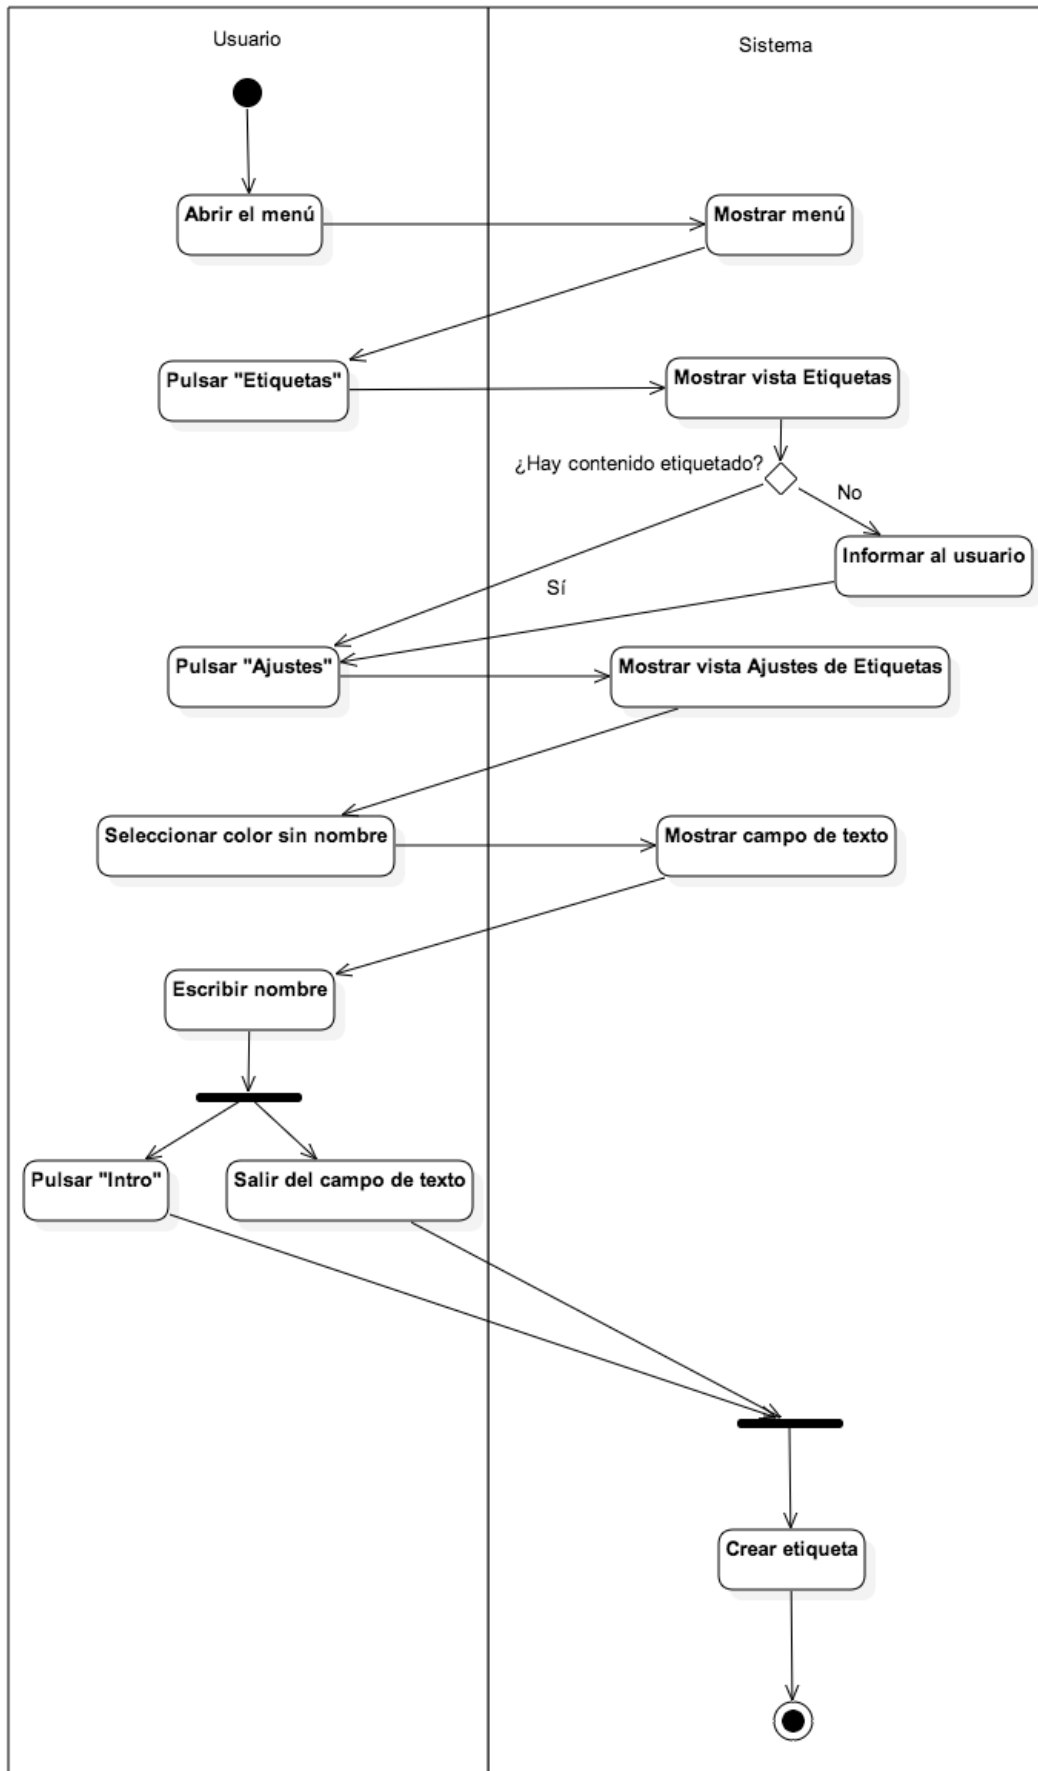 Usuario
Sistema
Abrir el menú
Mostrar menú
Pulsar "Etiquetas"
Mostrar vista Etiquetas
¿Hay contenido etiquetado?
No
Informar al usuario
Sí
Pulsar "Ajustes"
Mostrar vista Ajustes de Etiquetas
Seleccionar color sin nombre
Mostrar campo de texto
Escribir nombre
Pulsar "Intro"
Salir del campo de texto
Crear etiqueta